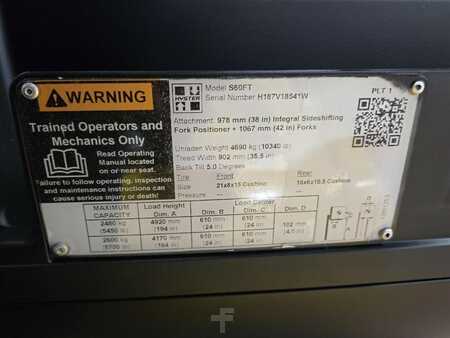 WARNING
Trained Operators and
Mechanics Only
Read Operating
Manual located
on or near seat.
Failure to follow operating, inspection
and maintenance instructions can
cause serious injury or death!
HYSTER
Model S60FT
Serial Number H187V18541W
PLT 1
Attachment: 978 mm (38 in) Integral Sideshifting
Fork Positioner + 1067 mm (42 in) Forks
Unladen Weight 4690 kg (10340 lb)
Tread Width 902 mm (35.5 in)
Back Tilt 5.0 Degrees
Tire Front Rear
Size 21x8x15 Cushion 16x6x10.5 Cushion
Pressure
MAXIMUM CAPACITY Load Height Dim. A Dim. B Load Center Dim. C Dim. D
2480 kg 4920 mm 610 mm 610 mm 102 mm
(5450 lb) (194 in) (24 in) (24 in) (4.0 in)
2600 kg 4170 mm 610 mm 610 mm
(5700 lb) (164 in) (24 in) (24 in)